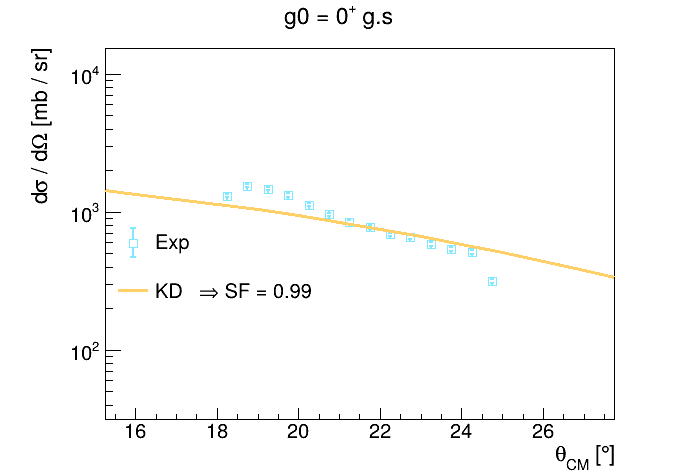 g0 = 0⁺ g.s
dσ / dΩ [mb / sr]
10⁴
10³
10²
Exp
KD ⇒ SF = 0.99
16 18 20 22 24 26
θ_CM [°]